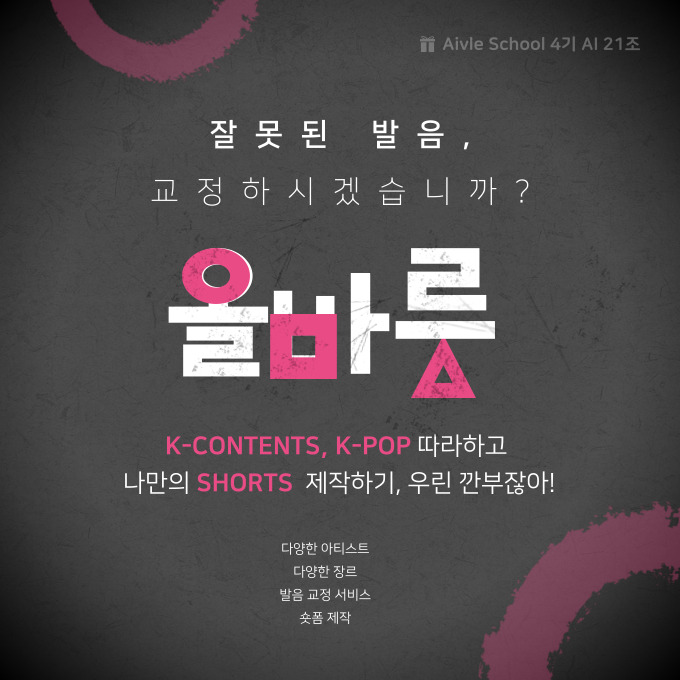 Aivle School 4기 AI 21조
잘못된 발음,
교정하시겠습니까?
올바릇
K-CONTENTS, K-POP 따라하고
나만의 SHORTS 제작하기, 우린 깐부잖아!
다양한 아티스트
다양한 장르
발음 교정 서비스
숏폼 제작